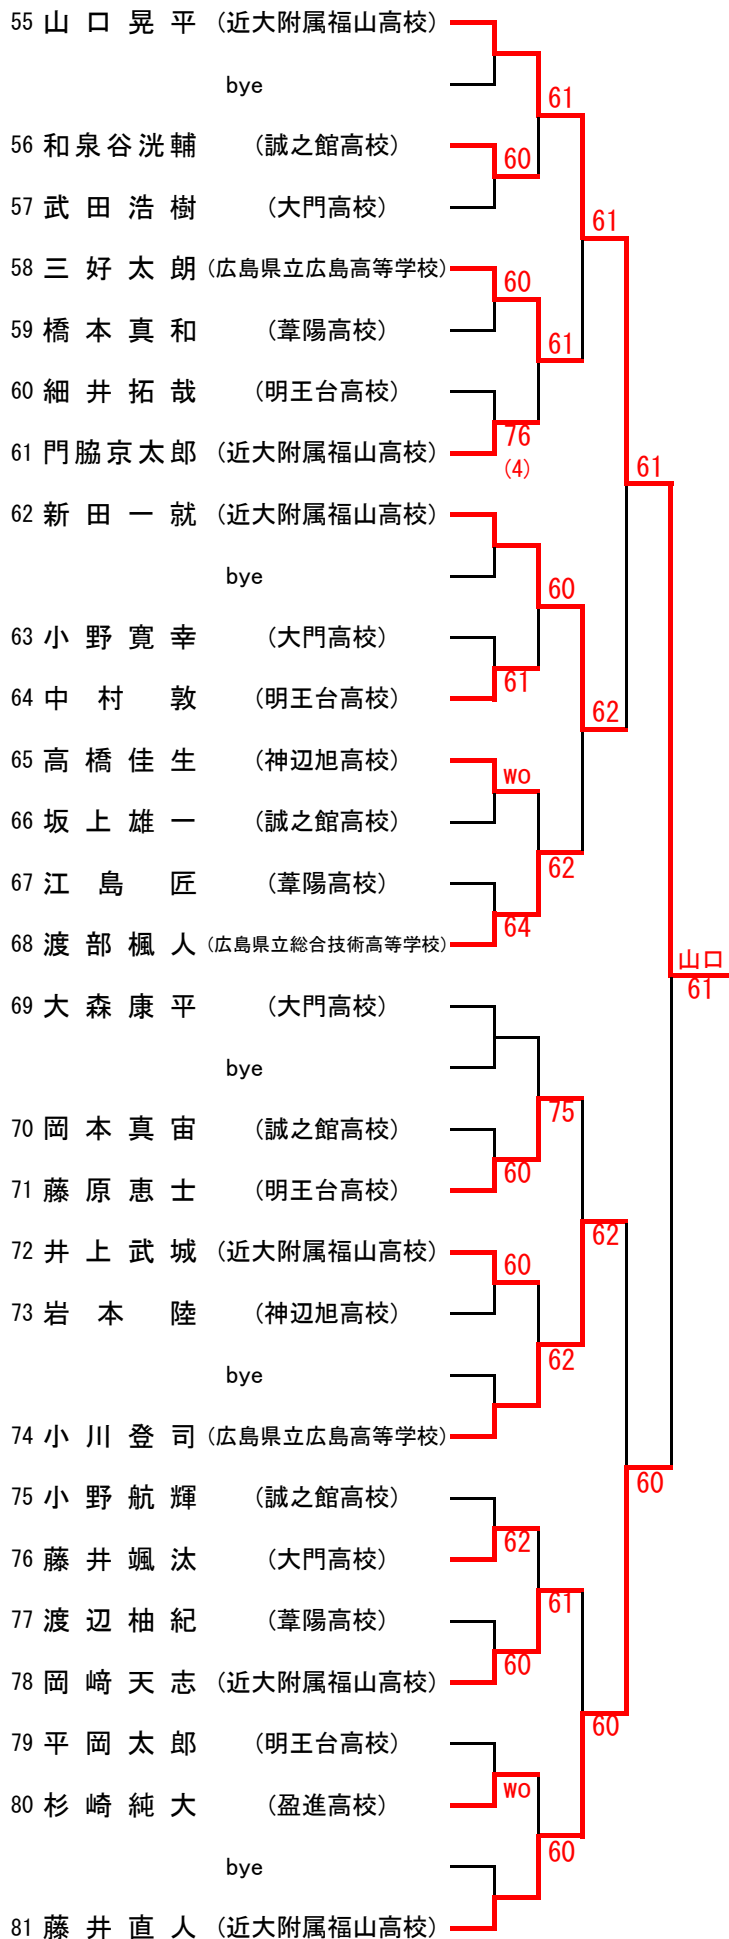 55 山口晃平 (近大附属福山高校)
bye
61
56 和泉谷洸輔 (誠之館高校)
60
57 武田浩樹 (大門高校)
61
58 三好太朗 (広島県立広島高等学校)
60
59 橋本真和 (葦陽高校)
61
60 細井拓哉 (明王台高校)
76
61 門脇京太郎 (近大附属福山高校)
(4)
61
62 新田一就 (近大附属福山高校)
bye
60
63 小野寛幸 (大門高校)
61
64 中村敦 (明王台高校)
62
65 高橋佳生 (神辺旭高校)
wo
66 坂上雄一 (誠之館高校)
62
67 江島匠 (葦陽高校)
64
68 渡部楓人 (広島県立総合技術高等学校)
山口
61
69 大森康平 (大門高校)
bye
75
70 岡本真宙 (誠之館高校)
60
71 藤原恵士 (明王台高校)
62
72 井上武城 (近大附属福山高校)
60
73 岩本陸 (神辺旭高校)
62
bye
74 小川登司 (広島県立広島高等学校)
60
75 小野航輝 (誠之館高校)
62
76 藤井颯汰 (大門高校)
61
77 渡辺柚紀 (葦陽高校)
60
78 岡﨑天志 (近大附属福山高校)
60
79 平岡太郎 (明王台高校)
wo
80 杉崎純大 (盈進高校)
60
bye
81 藤井直人 (近大附属福山高校)